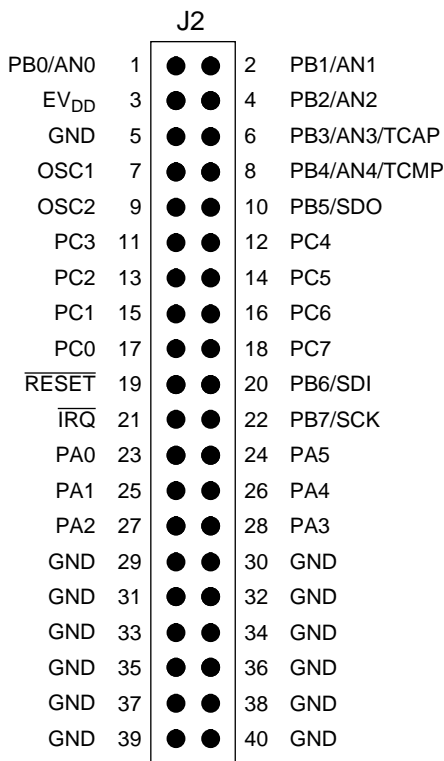 J2
PB0/AN0 1 2 PB1/AN1
EVDD 3 4 PB2/AN2
GND 5 6 PB3/AN3/TCAP
OSC1 7 8 PB4/AN4/TCMP
OSC2 9 10 PB5/SDO
PC3 11 12 PC4
PC2 13 14 PC5
PC1 15 16 PC6
PC0 17 18 PC7
RESET 19 20 PB6/SDI
IRQ 21 22 PB7/SCK
PA0 23 24 PA5
PA1 25 26 PA4
PA2 27 28 PA3
GND 29 30 GND
GND 31 32 GND
GND 33 34 GND
GND 35 36 GND
GND 37 38 GND
GND 39 40 GND